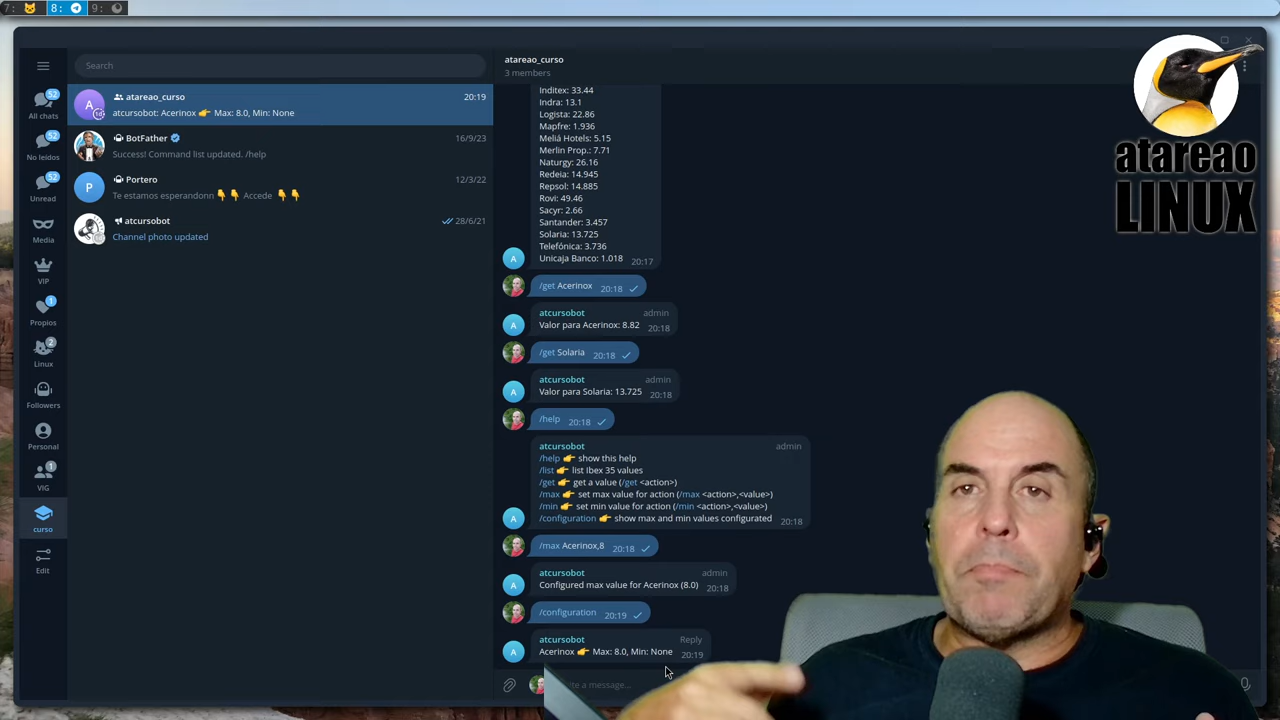 7:
8:
9:
Search
All chats
52
No leídos
52
Unread
52
Media
VIP
Propios
1
Linux
2
Followers
Personal
VIG
1
curso
Edit
A
atareao_curso
20:19
atcursobot: Acerinox 👉 Max: 8.0, Min: None
1d
BotFather
16/9/23
Success! Command list updated. /help
P
Portero
12/3/22
Te estamos esperandonn 👇 👇 Accede 👇 👇
atcursobot
28/6/21
Channel photo updated
atareao_curso
3 members
Inditex: 33.44
Indra: 13.1
Logista: 22.86
Mapfre: 1.936
Meliá Hotels: 5.15
Merlin Prop.: 7.71
Naturgy: 26.16
Redeia: 14.945
Repsol: 14.885
Rovi: 49.46
Sacyr: 2.66
Santander: 3.457
Solaria: 13.725
Telefónica: 3.736
Unicaja Banco: 1.018
20:17
A
/get Acerinox
20:18
atcursobot
admin
Valor para Acerinox: 8.82
20:18
A
/get Solaria
20:18
atcursobot
admin
Valor para Solaria: 13.725
20:18
A
/help
20:18
atcursobot
admin
/help 👉 show this help
/list 👉 list Ibex 35 values
/get 👉 get a value (/get <action>)
/max 👉 set max value for action (/max <action>,<value>)
/min 👉 set min value for action (/min <action>,<value>)
/configuration 👉 show max and min values configurated
20:18
A
/max Acerinox,8
20:18
atcursobot
admin
Configured max value for Acerinox (8.0)
20:18
A
/configuration
20:19
atcursobot
Reply
Acerinox 👉 Max: 8.0, Min: None
20:19
A
a message...
atareao
LINUX